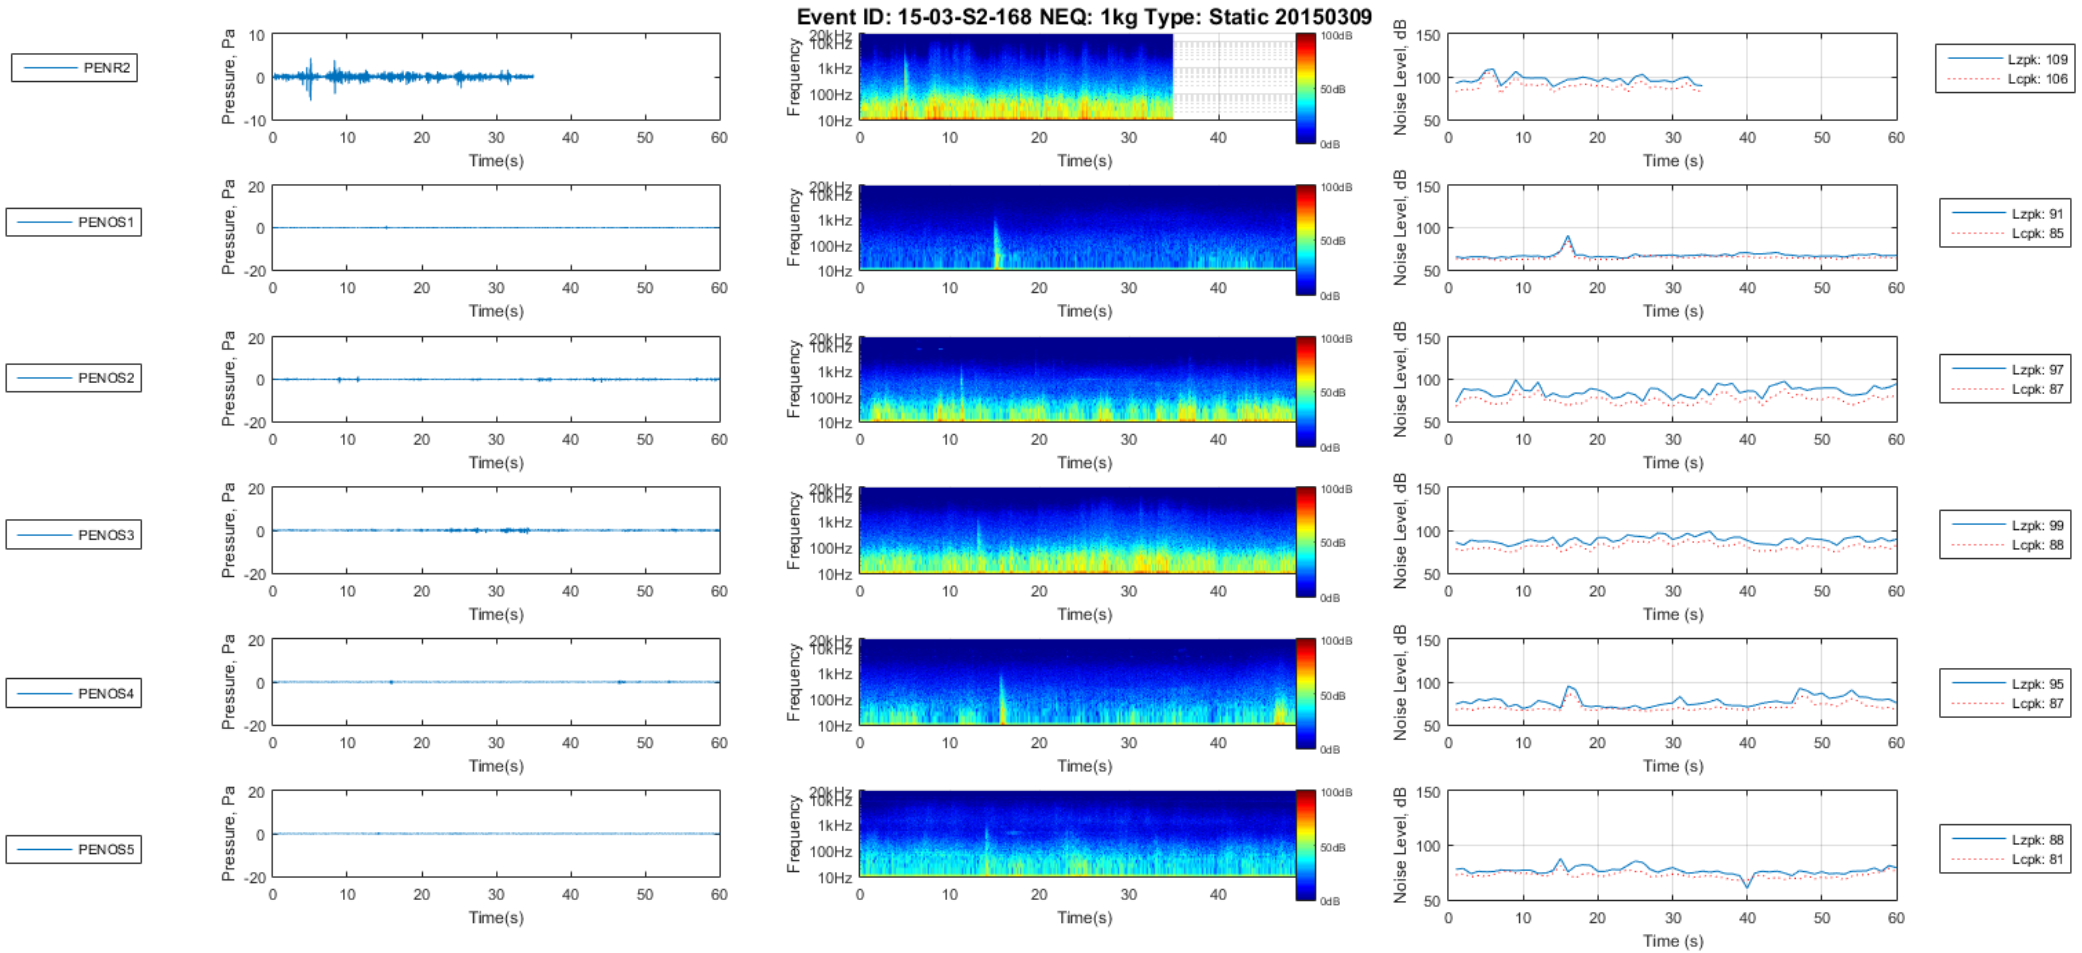 Event ID: 15-03-S2-168 NEQ: 1kg Type: Static 20150309
PENR2
Pressure, Pa
10
0
-10
0 10 20 30 40 50 60
Time(s)
Frequency
20kHz
10kHz
1kHz
100Hz
10Hz
0 20 40
Time(s)
100dB
50dB
0dB
Noise Level, dB
150
100
50
0 10 20 30 40 50 60
Time (s)
Lzpk: 109
Lcpk: 106
PENOS1
Pressure, Pa
20
0
-20
0 10 20 30 40 50 60
Time(s)
Frequency
20kHz
10kHz
1kHz
100Hz
10Hz
0 10 20 30 40
Time(s)
100dB
50dB
0dB
Noise Level, dB
150
100
50
0 10 20 30 40 50 60
Time (s)
Lzpk: 91
Lcpk: 85
PENOS2
Pressure, Pa
20
0
-20
0 10 20 30 40 50 60
Time(s)
Frequency
20kHz
10kHz
1kHz
100Hz
10Hz
0 10 20 30 40
Time(s)
100dB
50dB
0dB
Noise Level, dB
150
100
50
0 10 20 30 40 50 60
Time (s)
Lzpk: 97
Lcpk: 87
PENOS3
Pressure, Pa
20
0
-20
0 10 20 30 40 50 60
Time(s)
Frequency
20kHz
10kHz
1kHz
100Hz
10Hz
0 10 20 30 40
Time(s)
100dB
50dB
0dB
Noise Level, dB
150
100
50
0 10 20 30 40 50 60
Time (s)
Lzpk: 99
Lcpk: 88
PENOS4
Pressure, Pa
20
0
-20
0 10 20 30 40 50 60
Time(s)
Frequency
20kHz
10kHz
1kHz
100Hz
10Hz
0 10 20 30 40
Time(s)
100dB
50dB
0dB
Noise Level, dB
150
100
50
0 10 20 30 40 50 60
Time (s)
Lzpk: 95
Lcpk: 87
PENOS5
Pressure, Pa
20
0
-20
0 10 20 30 40 50 60
Time(s)
Frequency
20kHz
10kHz
1kHz
100Hz
10Hz
0 10 20 30 40
Time(s)
100dB
50dB
0dB
Noise Level, dB
150
100
50
0 10 20 30 40 50 60
Time (s)
Lzpk: 88
Lcpk: 81